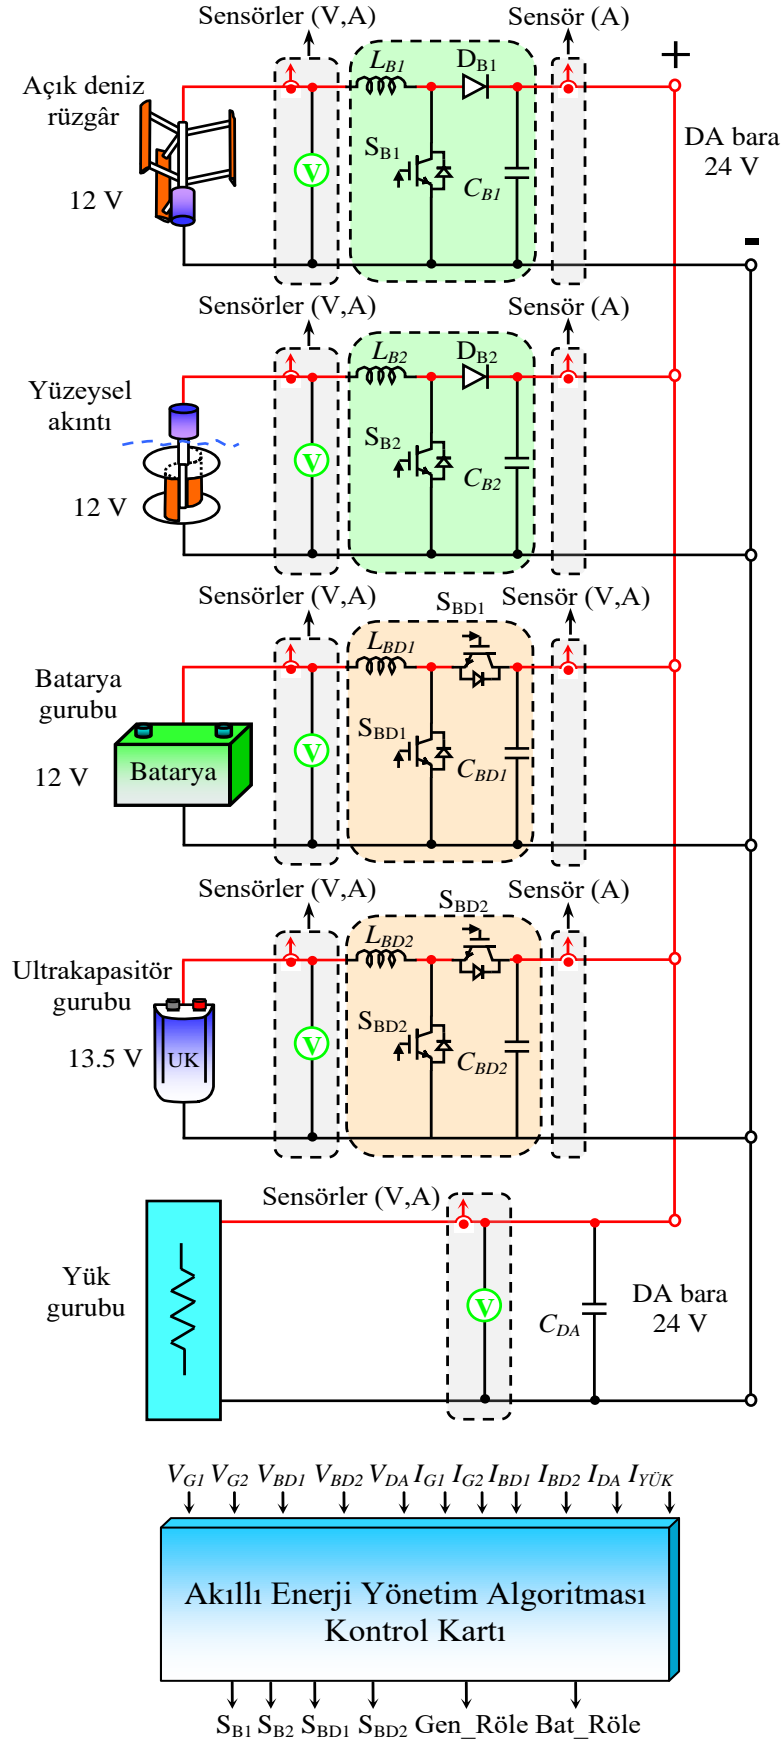 Sensörler (V,A)
Sensör (A)
+
L_B1
D_B1
Açık deniz
rüzgâr
DA bara
24 V
S_B1
V
C_B1
12 V
-
Sensörler (V,A)
Sensör (A)
L_B2
D_B2
Yüzeysel
akıntı
S_B2
V
C_B2
12 V
Sensörler (V,A)
S_BD1
Sensör (V,A)
L_BD1
Batarya
gurubu
S_BD1
V
C_BD1
Batarya
12 V
Sensörler (V,A)
S_BD2
Sensör (A)
L_BD2
Ultrakapasitör
gurubu
S_BD2
V
C_BD2
UK
13.5 V
Sensörler (V,A)
Yük
gurubu
V
C_DA
DA bara
24 V
V_G1 V_G2 V_BD1 V_BD2 V_DA I_G1 I_G2 I_BD1 I_BD2 I_DA I_YÜK
Akıllı Enerji Yönetim Algoritması
Kontrol Kartı
S_B1 S_B2 S_BD1 S_BD2 Gen_Röle Bat_Röle